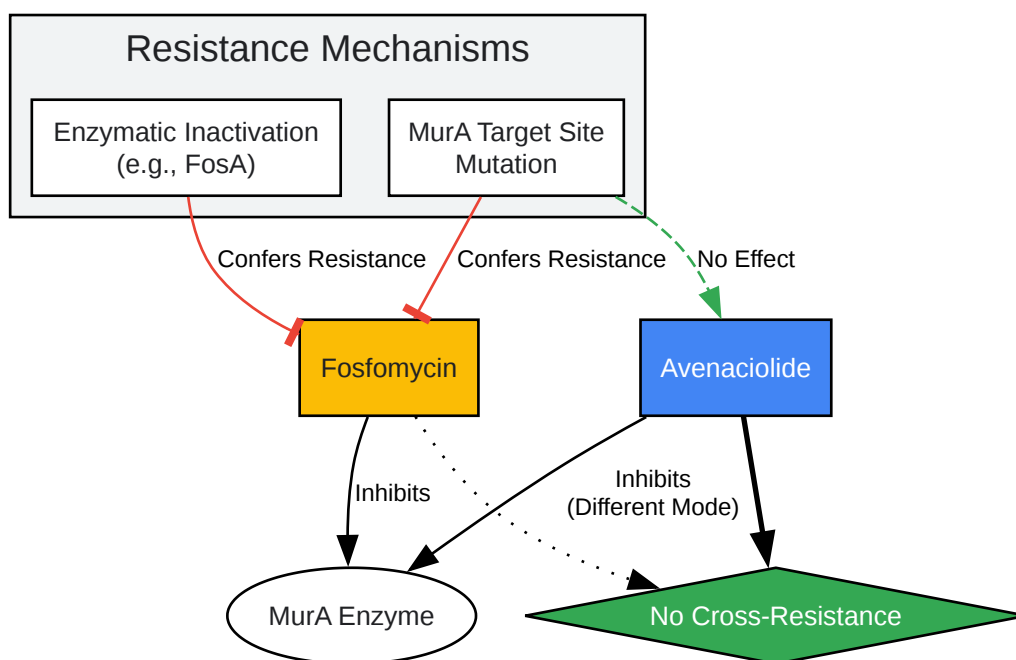 Resistance Mechanisms
Enzymatic Inactivation
(e.g., FosA)
MurA Target Site
Mutation
Confers Resistance
Confers Resistance
No Effect
Fosfomycin
Avenaciolide
Inhibits
Inhibits
(Different Mode)
MurA Enzyme
No Cross-Resistance